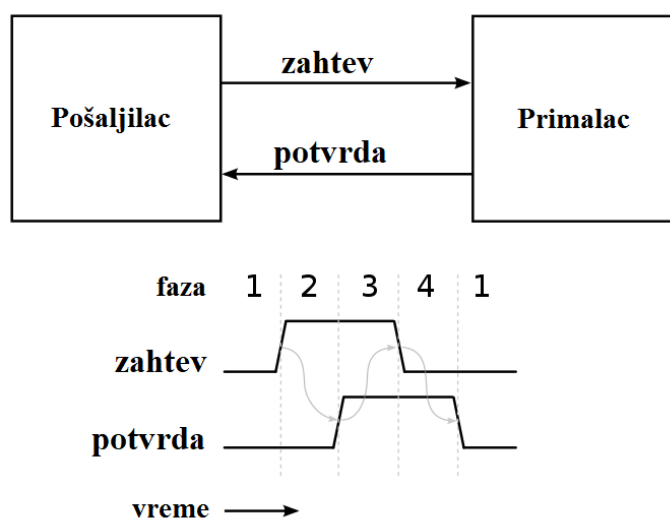 zahtev
Pošaljilac
Primalac
potvrda
faza 1 2 3 4 1
zahtev
potvrda
vreme